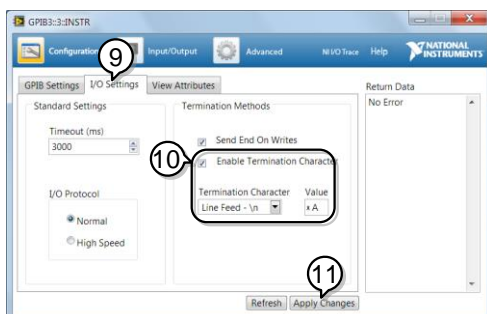 GPIB3::3::INSTR
Configuration Input/Output Advanced NI I/O Trace Help NATIONAL INSTRUMENTS
9
GPIB Settings I/O Settings View Attributes
Return Data
Standard Settings
Termination Methods
No Error
Timeout (ms)
3000
Send End On Writes
10
Enable Termination Character
I/O Protocol
Termination Character Value
Line Feed - \n xA
Normal
High Speed
11
Refresh Apply Changes